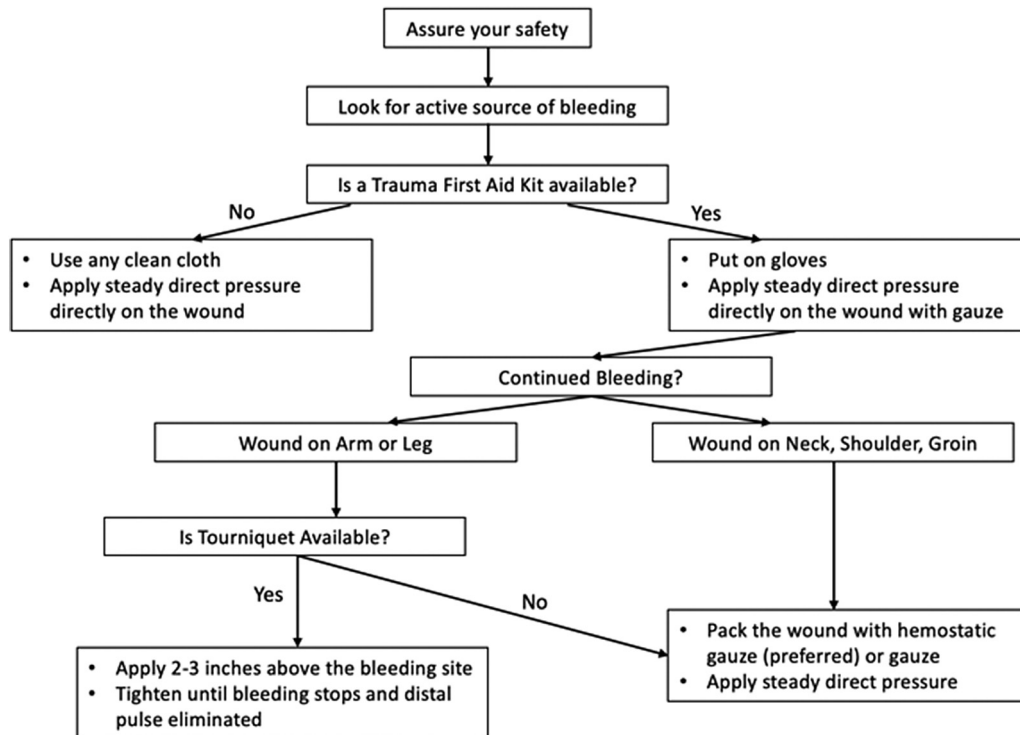 Assure your safety
Look for active source of bleeding
Is a Trauma First Aid Kit available?
No
Yes
• Use any clean cloth
• Apply steady direct pressure
directly on the wound
• Put on gloves
• Apply steady direct pressure
directly on the wound with gauze
Continued Bleeding?
Wound on Arm or Leg
Wound on Neck, Shoulder, Groin
Is Tourniquet Available?
Yes
No
• Apply 2-3 inches above the bleeding site
• Tighten until bleeding stops and distal
pulse eliminated
• Pack the wound with hemostatic
gauze (preferred) or gauze
• Apply steady direct pressure